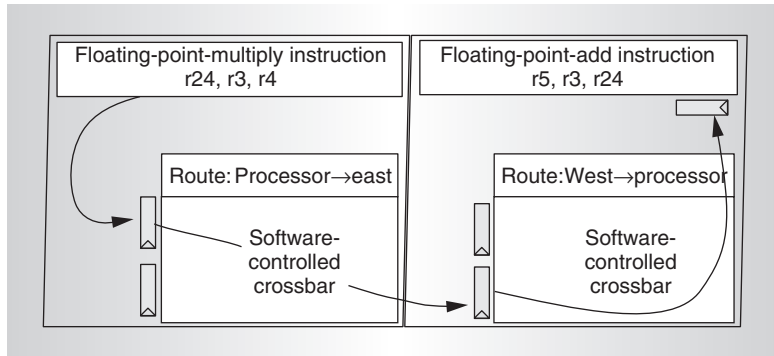 Floating-point-multiply instruction
r24, r3, r4
Floating-point-add instruction
r5, r3, r24
Route: Processor→east
Software-
controlled
crossbar
Route:West→processor
Software-
controlled
crossbar